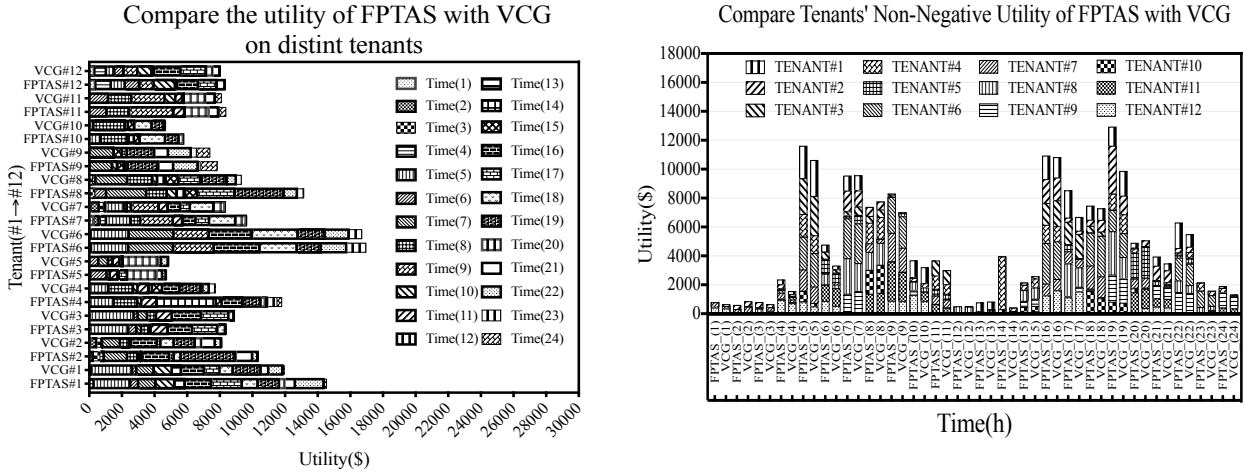 Compare the utility of FPTAS with VCG
on distint tenants
Tenant(#1→#12)
VCG#12
FPTAS#12
VCG#11
FPTAS#11
VCG#10
FPTAS#10
VCG#9
FPTAS#9
VCG#8
FPTAS#8
VCG#7
FPTAS#7
VCG#6
FPTAS#6
VCG#5
FPTAS#5
VCG#4
FPTAS#4
VCG#3
FPTAS#3
VCG#2
FPTAS#2
VCG#1
FPTAS#1
Time(1) Time(13)
Time(2) Time(14)
Time(3) Time(15)
Time(4) Time(16)
Time(5) Time(17)
Time(6) Time(18)
Time(7) Time(19)
Time(8) Time(20)
Time(9) Time(21)
Time(10) Time(22)
Time(11) Time(23)
Time(12) Time(24)
0 2000 4000 6000 8000 10000 12000 14000 16000 18000 20000 22000 24000 26000 28000 30000
Utility($)
Compare Tenants' Non-Negative Utility of FPTAS with VCG
Utility($)
18000
16000
14000
12000
10000
8000
6000
4000
2000
0
TENANT#1 TENANT#4 TENANT#7 TENANT#10
TENANT#2 TENANT#5 TENANT#8 TENANT#11
TENANT#3 TENANT#6 TENANT#9 TENANT#12
FPTAS_(1)
VCG_(1)
FPTAS_(2)
VCG_(2)
FPTAS_(3)
VCG_(3)
FPTAS_(4)
VCG_(4)
FPTAS_(5)
VCG_(5)
FPTAS_(6)
VCG_(6)
FPTAS_(7)
VCG_(7)
FPTAS_(8)
VCG_(8)
FPTAS_(9)
VCG_(9)
FPTAS_(10)
VCG_(10)
FPTAS_(11)
VCG_(11)
FPTAS_(12)
VCG_(12)
FPTAS_(13)
VCG_(13)
FPTAS_(14)
VCG_(14)
FPTAS_(15)
VCG_(15)
FPTAS_(16)
VCG_(16)
FPTAS_(17)
VCG_(17)
FPTAS_(18)
VCG_(18)
FPTAS_(19)
VCG_(19)
FPTAS_(20)
VCG_(20)
FPTAS_(21)
VCG_(21)
FPTAS_(22)
VCG_(22)
FPTAS_(23)
VCG_(23)
FPTAS_(24)
VCG_(24)
Time(h)